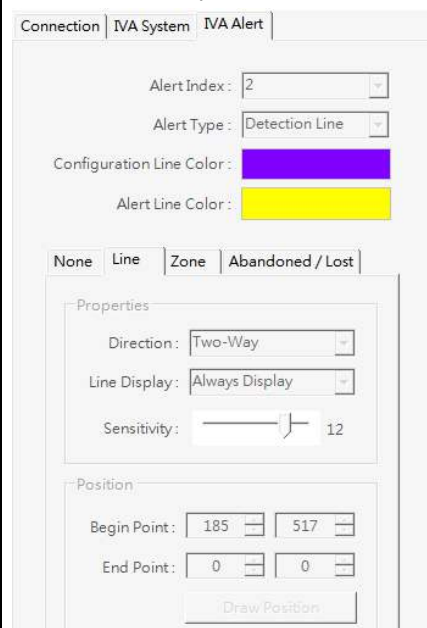 Connection IVA System IVA Alert
Alert Index : 2
Alert Type : Detection Line
Configuration Line Color :
Alert Line Color :
None Line Zone Abandoned / Lost
Properties
Direction : Two-Way
Line Display : Always Display
Sensitivity : 12
Position
Begin Point : 185 517
End Point : 0 0
Draw Position